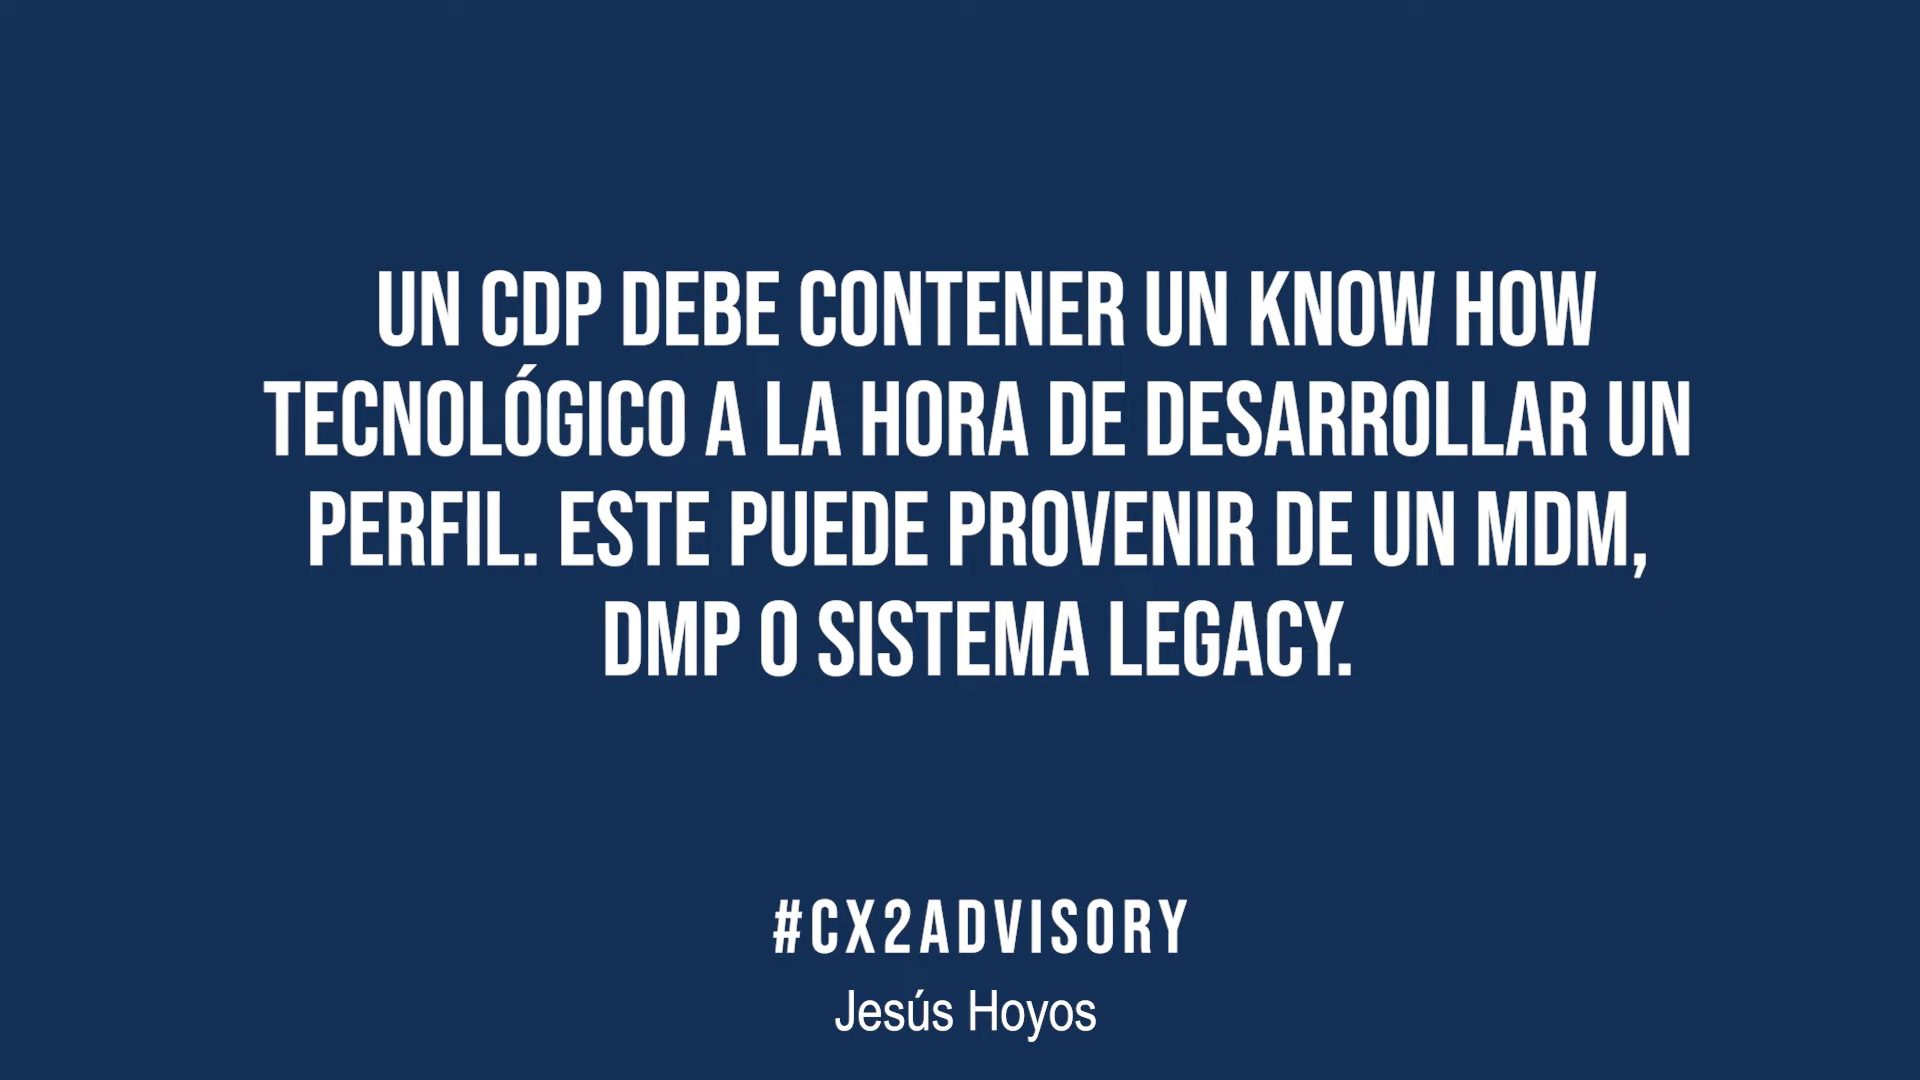 UN CDP DEBE CONTENER UN KNOW HOW
TECNOLÓGICO A LA HORA DE DESARROLLAR UN
PERFIL. ESTE PUEDE PROVENIR DE UN MDM,
DMP O SISTEMA LEGACY.
#CX2ADVISORY
Jesús Hoyos